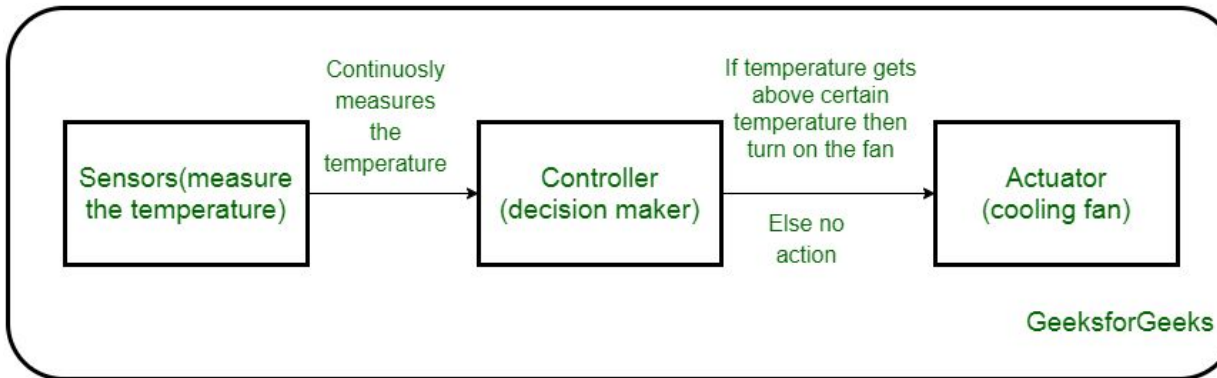 Continuosly
measures
the
temperature
If temperature gets
above certain
temperature then
turn on the fan
Sensors(measure
the temperature)
Controller
(decision maker)
Actuator
(cooling fan)
Else no
action
GeeksforGeeks